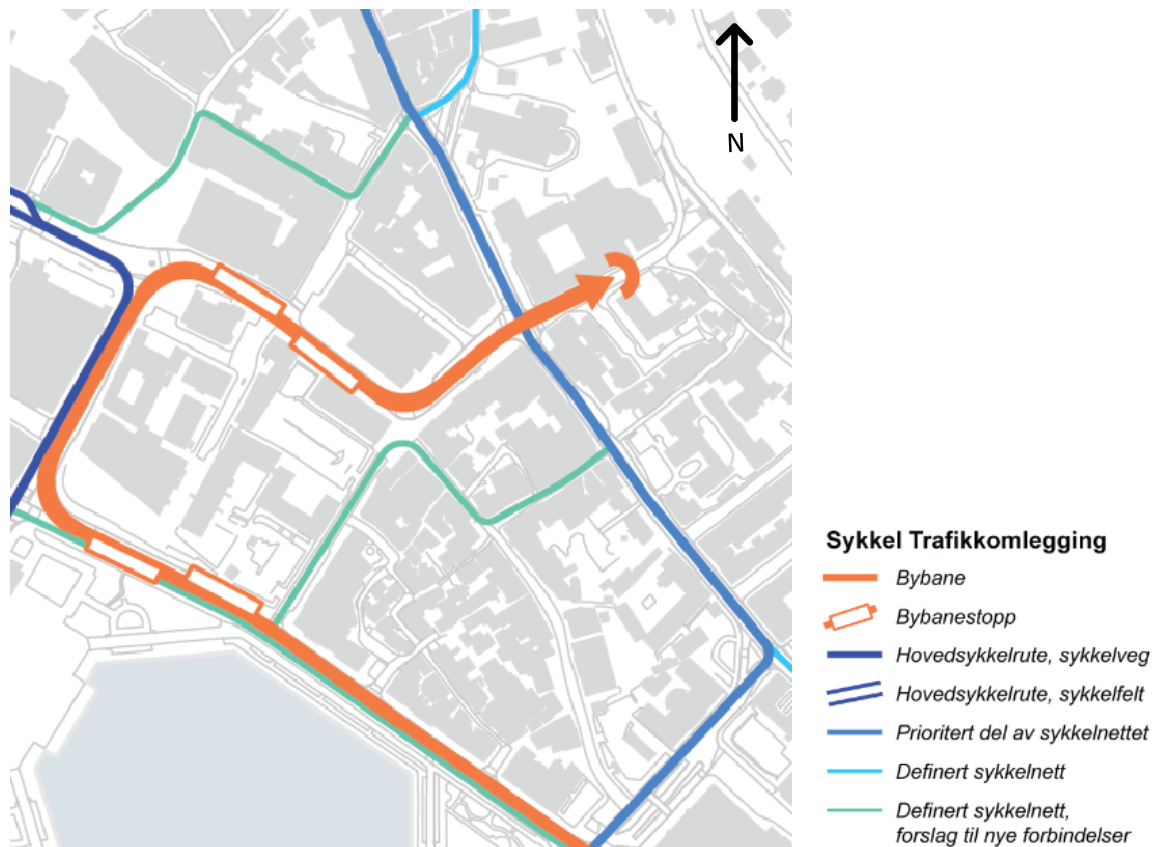 N
Sykkel Trafikkomlegging
Bybane
Bybanestopp
Hovedsykkelrute, sykkelveg
Hovedsykkelrute, sykkelfelt
Prioritert del av sykkelnettet
Definert sykkelnett
Definert sykkelnett,
forslag til nye forbindelser